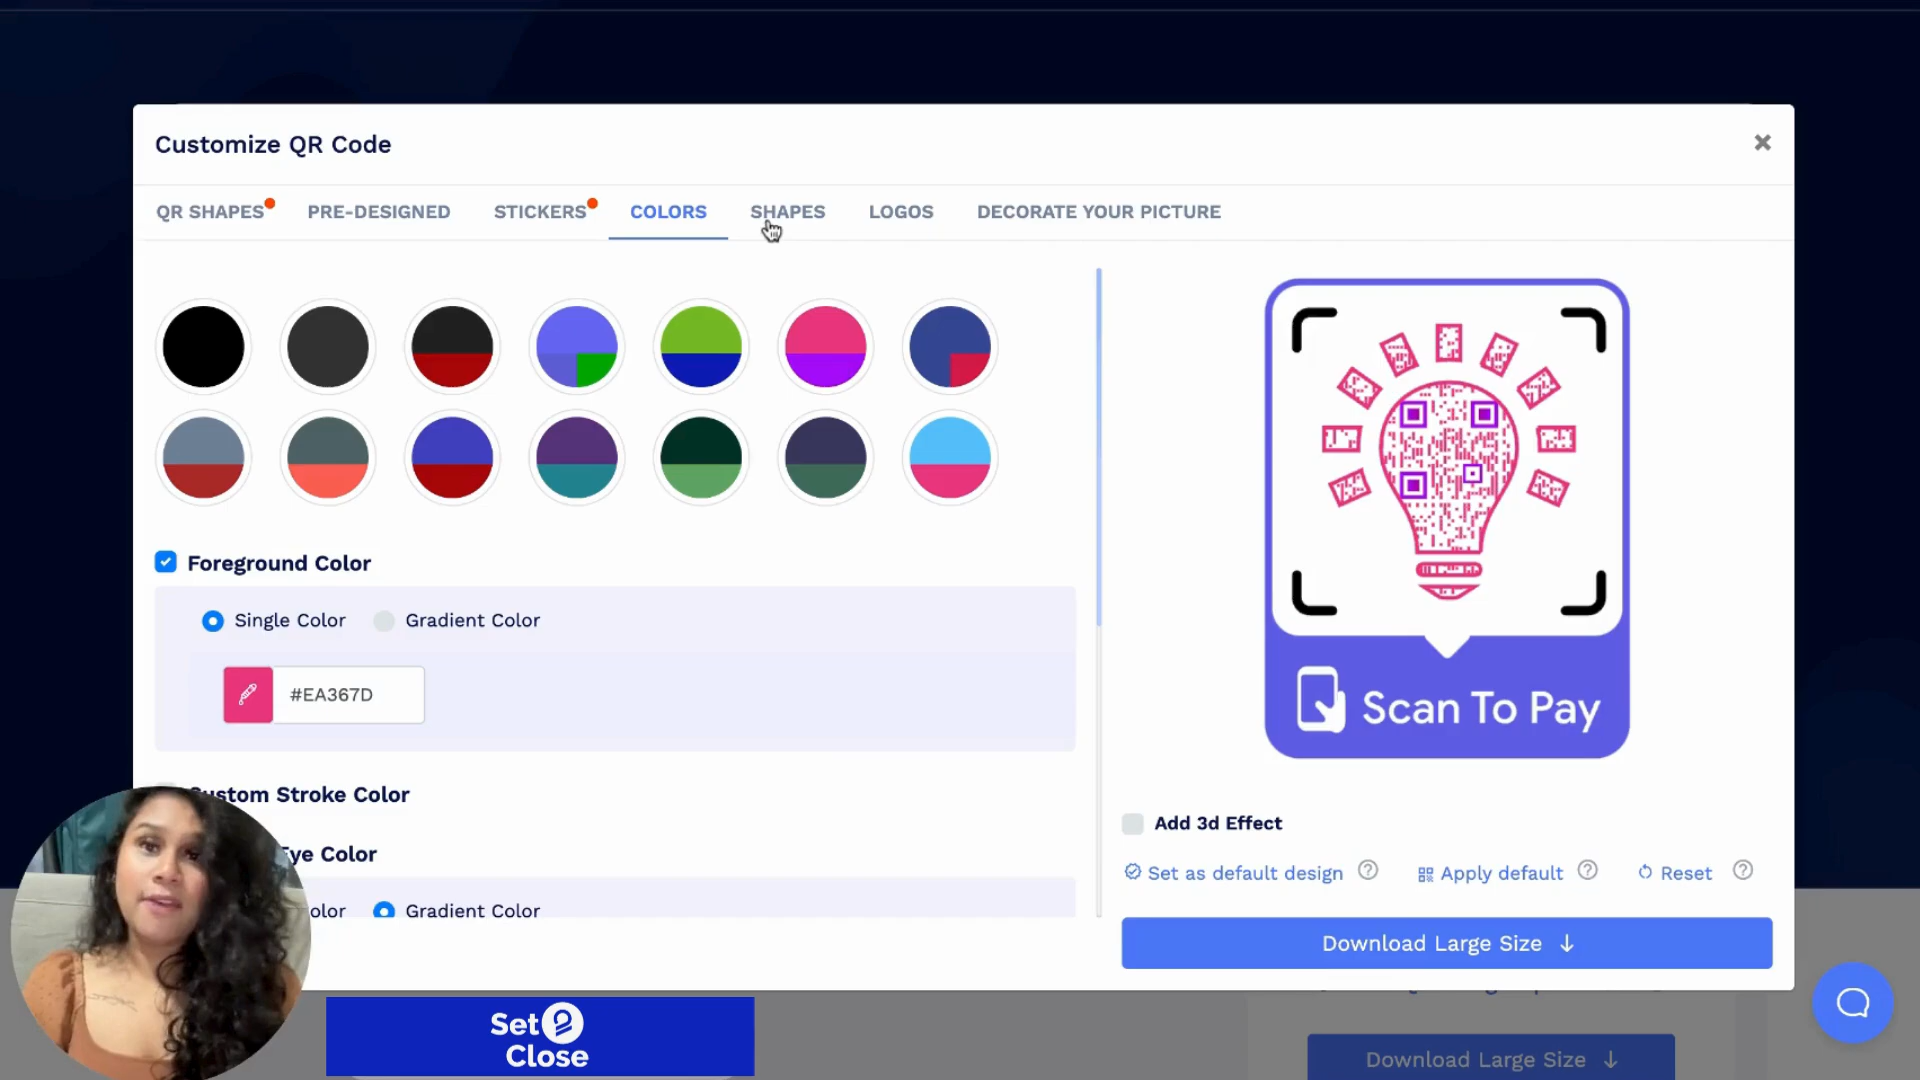 Customize QR Code
QR SHAPES PRE-DESIGNED STICKERS COLORS SHAPES LOGOS DECORATE YOUR PICTURE
Foreground Color
Single Color Gradient Color
#EA367D
ustom Stroke Color
Eye Color
olor Gradient Color
Scan To Pay
Add 3d Effect
Set as default design ? Apply default ? Reset ?
Download Large Size
Set
Close
Download Large Size